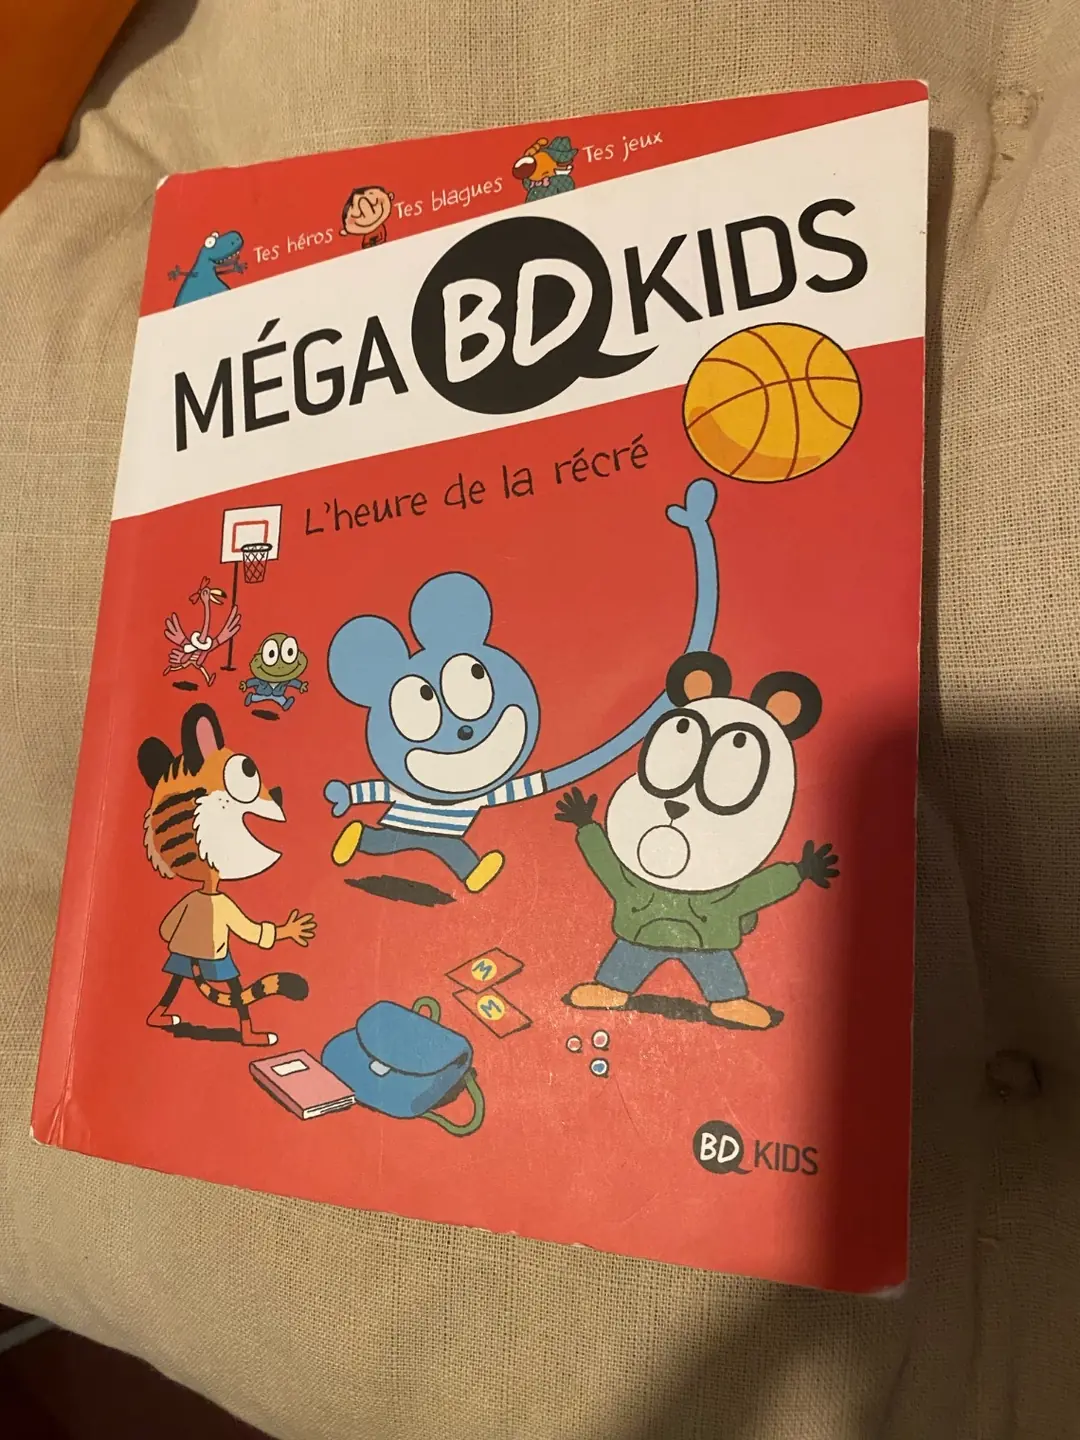 Tes héros Tes blagues Tes jeux
MÉGA BD KIDS
L'heure de la récré
M
M
BD KIDS